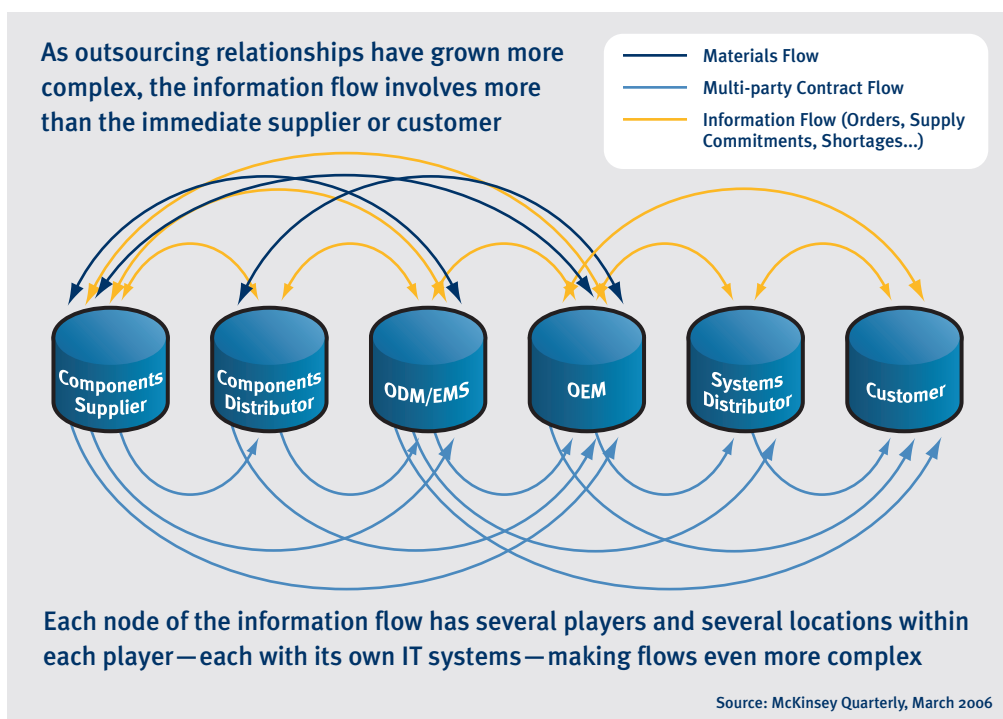 As outsourcing relationships have grown more
complex, the information flow involves more
than the immediate supplier or customer
Materials Flow
Multi-party Contract Flow
Information Flow (Orders, Supply
Commitments, Shortages...)
Components
Supplier
Components
Distributor
ODM/EMS
OEM
Systems
Distributor
Customer
Each node of the information flow has several players and several locations within
each player—each with its own IT systems—making flows even more complex
Source: McKinsey Quarterly, March 2006